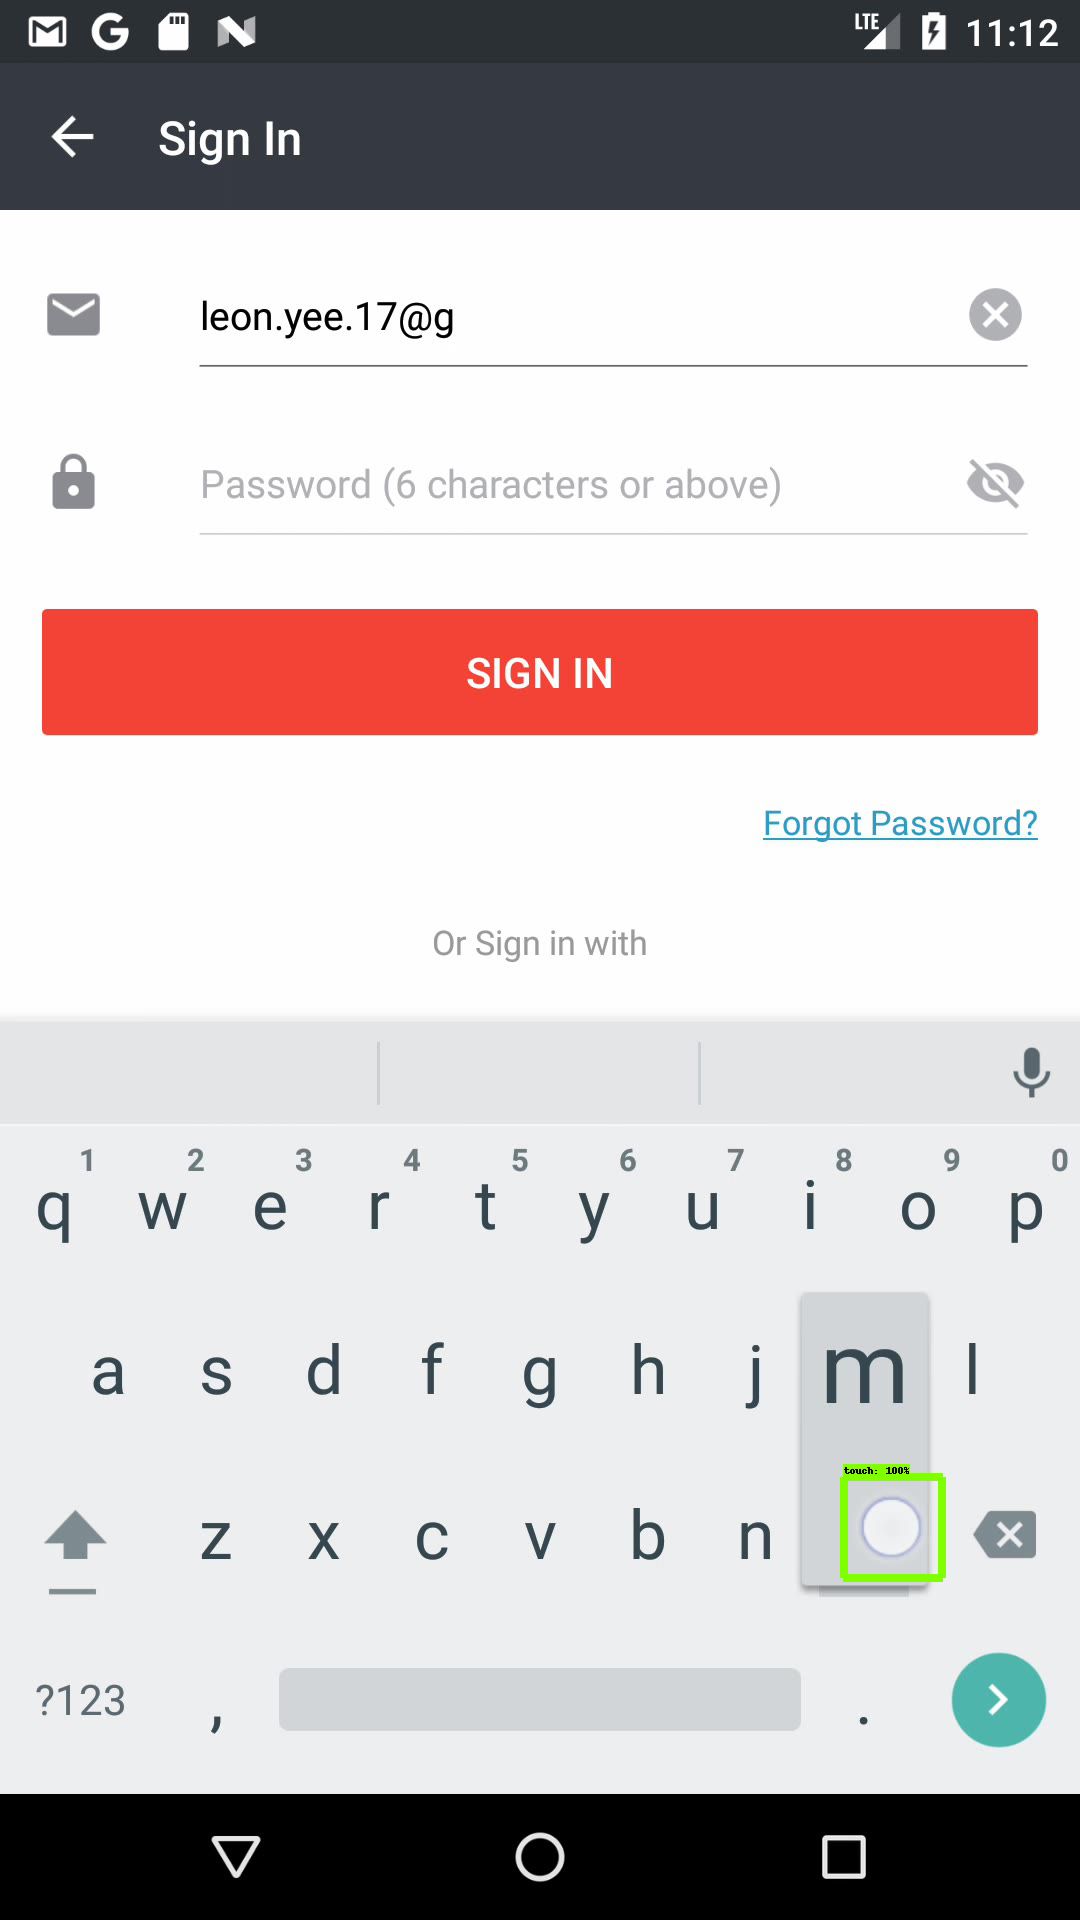 LTE 11:12
Sign In
leon.yee.17@g
Password (6 characters or above)
SIGN IN
Forgot Password?
Or Sign in with
1 2 3 4 5 6 7 8 9 0
q w e r t y u i o p
a s d f g h j m l
touch: 100%
z x c v b n
?123 , .